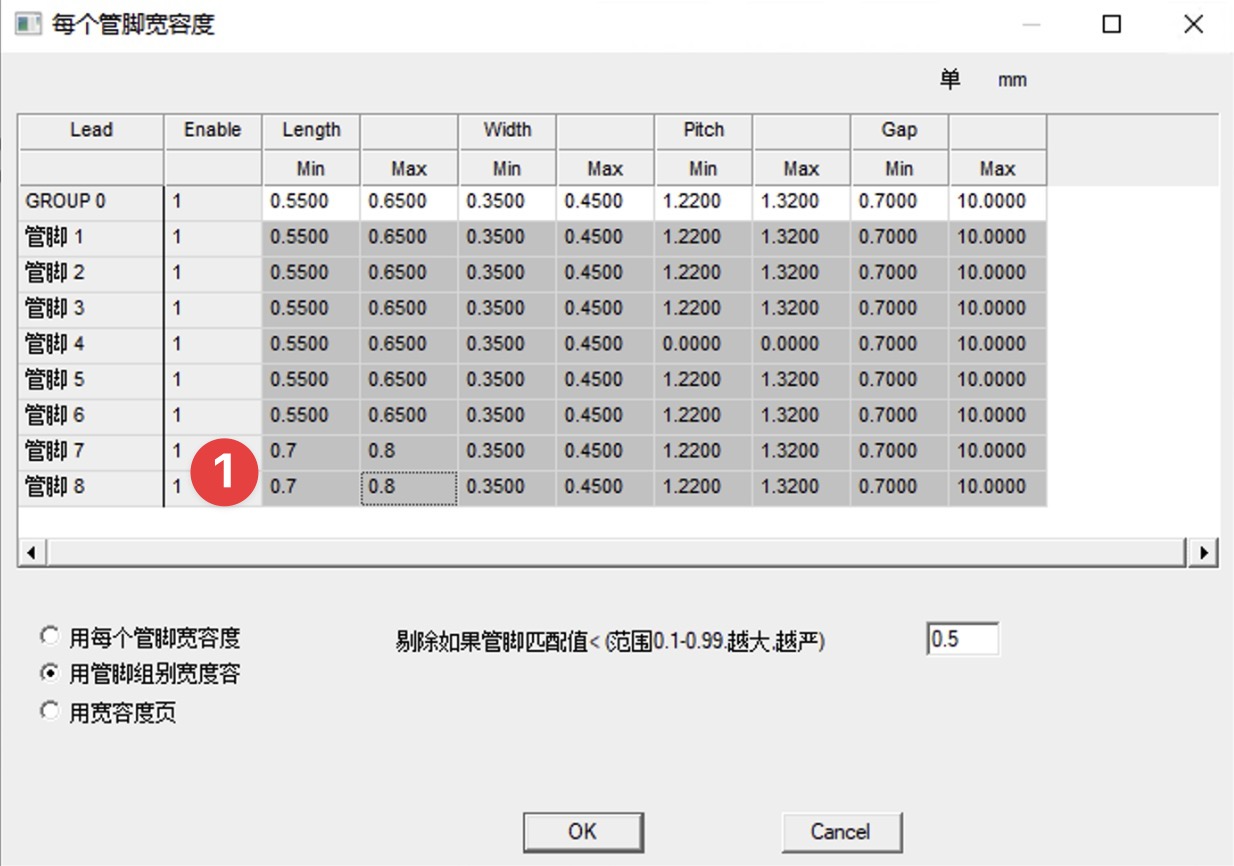 每个管脚宽容度
单 mm
Lead Enable Length Width Pitch Gap
Min Max Min Max Min Max Min Max
GROUP 0 1 0.5500 0.6500 0.3500 0.4500 1.2200 1.3200 0.7000 10.0000
管脚 1 1 0.5500 0.6500 0.3500 0.4500 1.2200 1.3200 0.7000 10.0000
管脚 2 1 0.5500 0.6500 0.3500 0.4500 1.2200 1.3200 0.7000 10.0000
管脚 3 1 0.5500 0.6500 0.3500 0.4500 1.2200 1.3200 0.7000 10.0000
管脚 4 1 0.5500 0.6500 0.3500 0.4500 0.0000 0.0000 0.7000 10.0000
管脚 5 1 0.5500 0.6500 0.3500 0.4500 1.2200 1.3200 0.7000 10.0000
管脚 6 1 0.5500 0.6500 0.3500 0.4500 1.2200 1.3200 0.7000 10.0000
管脚 7 1 0.7 0.8 0.3500 0.4500 1.2200 1.3200 0.7000 10.0000
管脚 8 1 1 0.7 0.8 0.3500 0.4500 1.2200 1.3200 0.7000 10.0000
用每个管脚宽容度 剔除如果管脚匹配值< (范围0.1-0.99.越大.越严) 0.5
用管脚组别宽度容
用宽容度页
OK Cancel